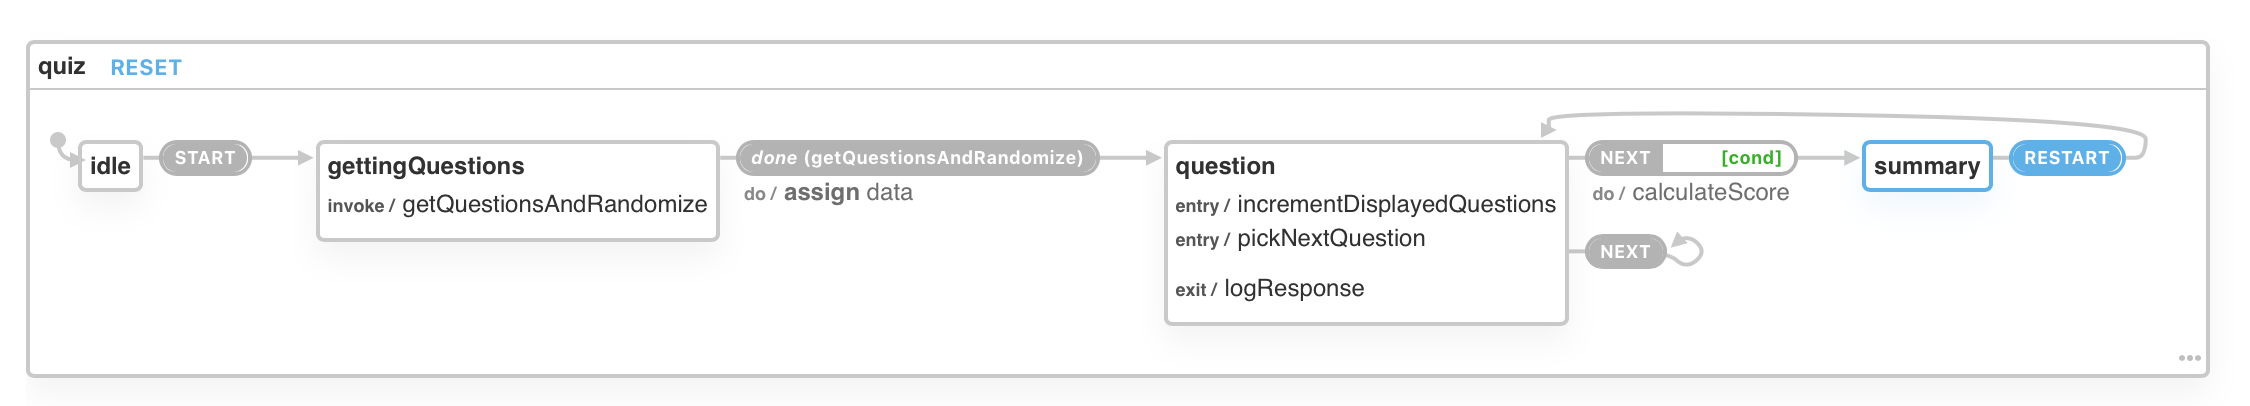 quiz RESET
idle
START
gettingQuestions
invoke / getQuestionsAndRandomize
done (getQuestionsAndRandomize)
do / assign data
question
entry / incrementDisplayedQuestions
entry / pickNextQuestion
exit / logResponse
NEXT [cond]
do / calculateScore
NEXT
summary
RESTART